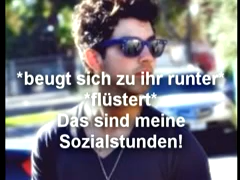 *beugt sich zu ihr runter*
*flüstert*
Das sind meine
Sozialstunden!